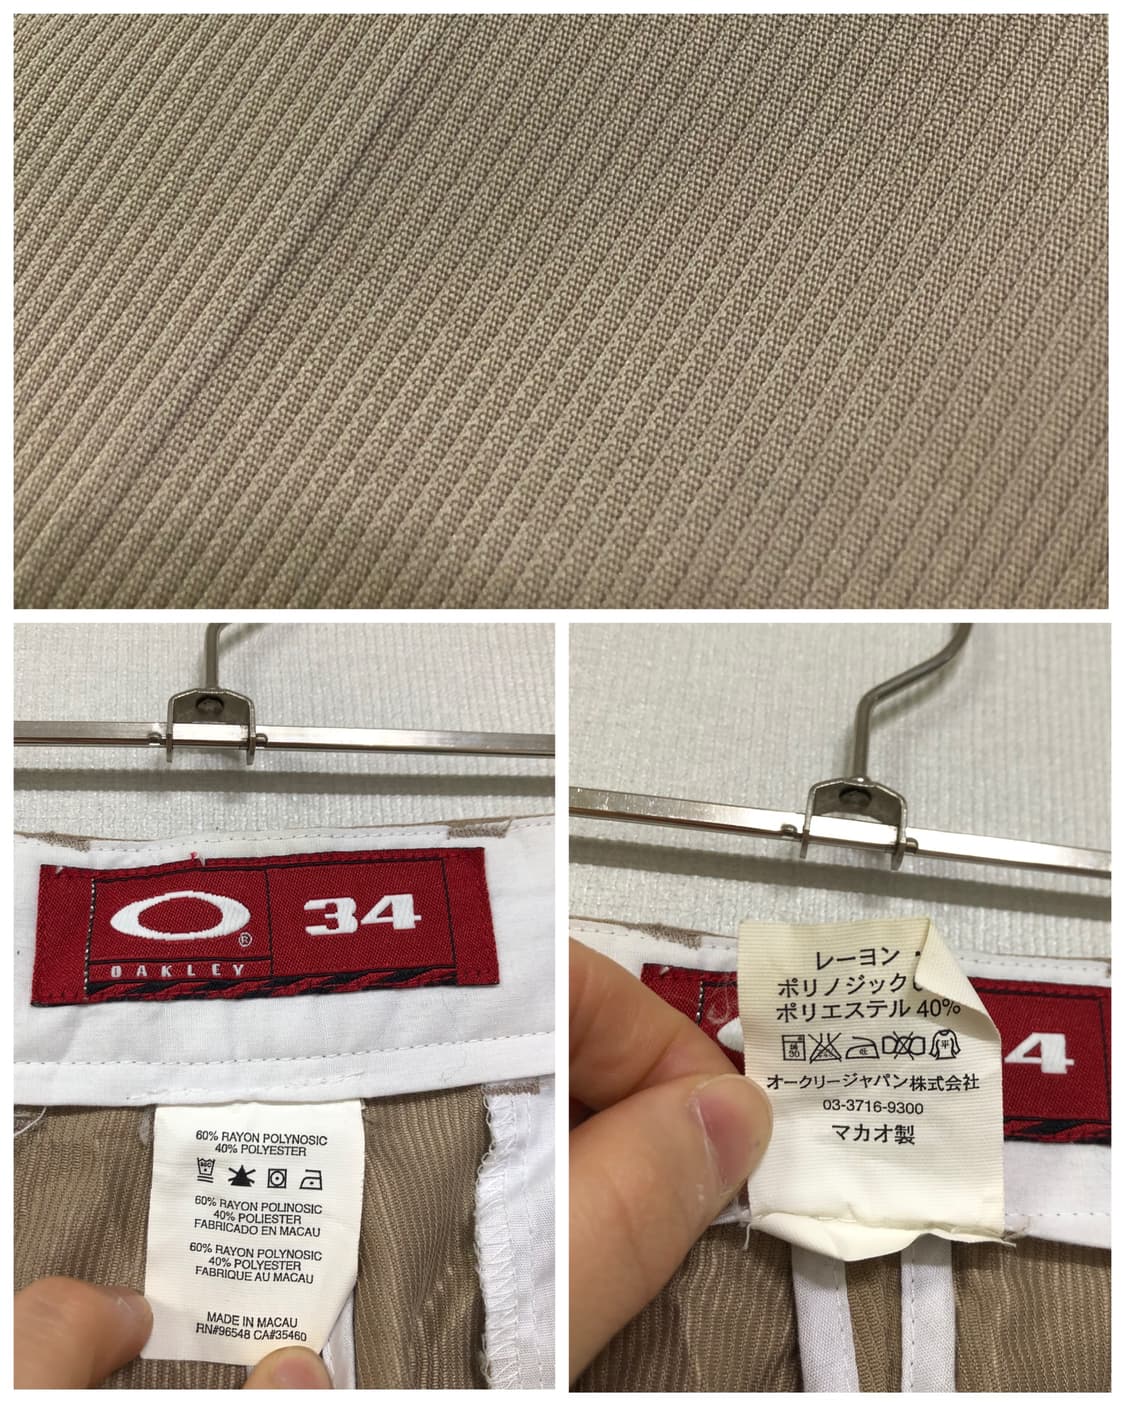 OAKLEY
®
34
60% RAYON POLYNOSIC
40% POLYESTER
60% RAYON POLINOSIC
40% POLIESTER
FABRICADO EN MACAU
60% RAYON POLYNOSIC
40% POLYESTER
FABRIQUE AU MACAU
MADE IN MACAU
RN#96548 CA#35460
4
レーヨン
ポリノジック
ポリエステル 40%
平
オークリージャパン株式会社
03-3716-9300
マカオ製